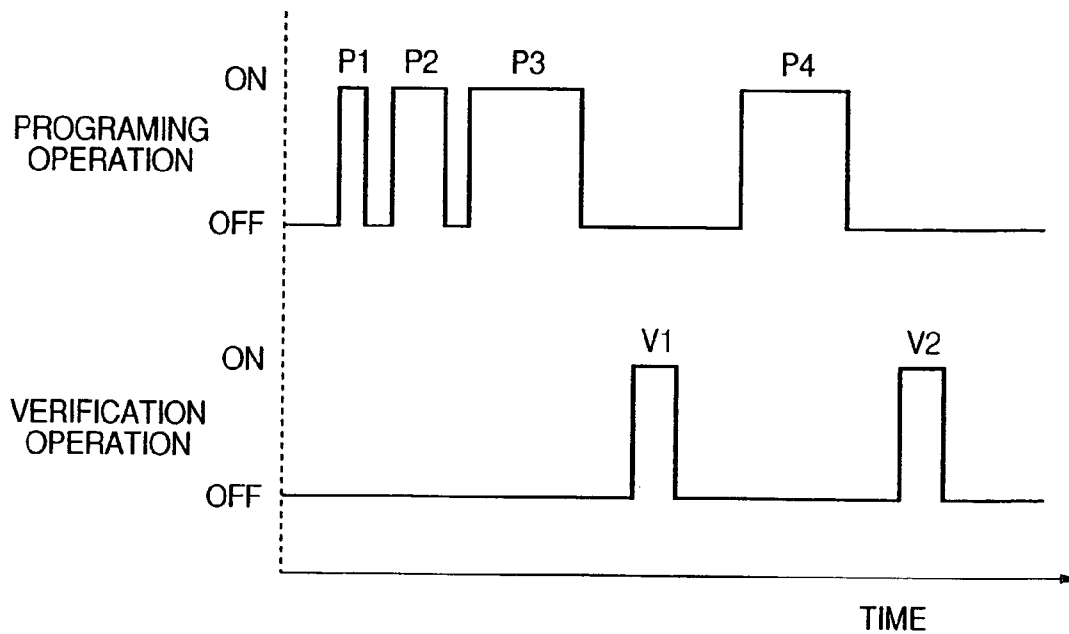 P1 P2 P3 P4
ON
PROGRAMING
OPERATION
OFF
V1 V2
ON
VERIFICATION
OPERATION
OFF
TIME